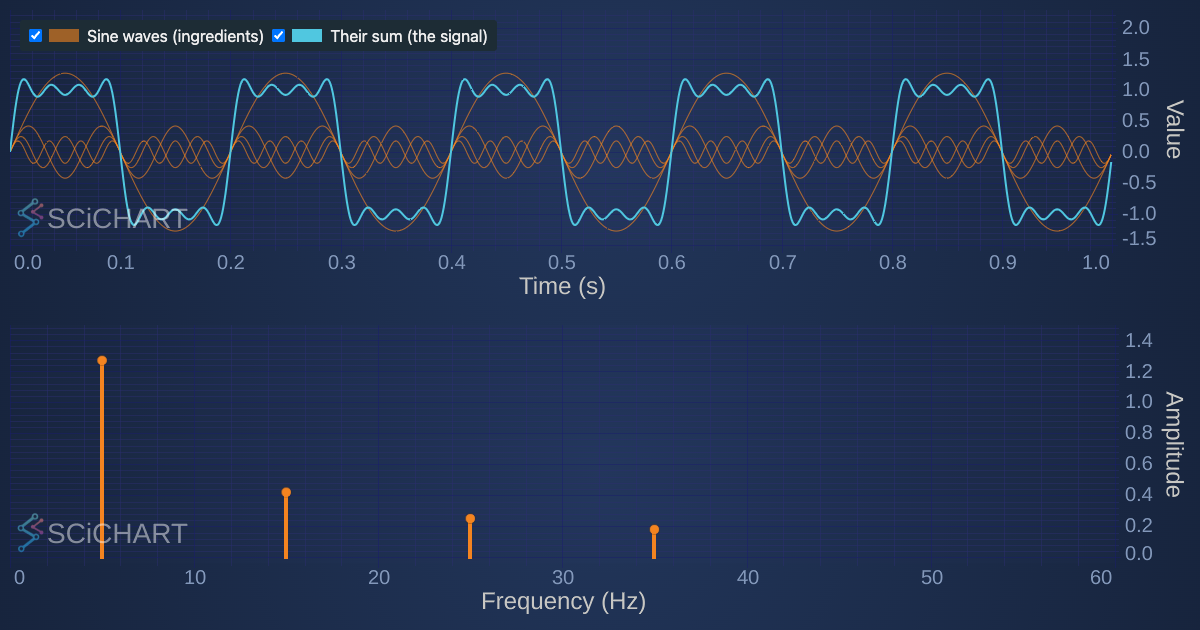 Sine waves (ingredients) Their sum (the signal)
2.0
1.5
1.0
0.5
0.0
-0.5
-1.0
-1.5
Value
SCiCHART
0.0 0.1 0.2 0.3 0.4 0.5 0.6 0.7 0.8 0.9 1.0
Time (s)
1.4
1.2
1.0
0.8
0.6
0.4
0.2
0.0
Amplitude
SCiCHART
0 10 20 30 40 50 60
Frequency (Hz)